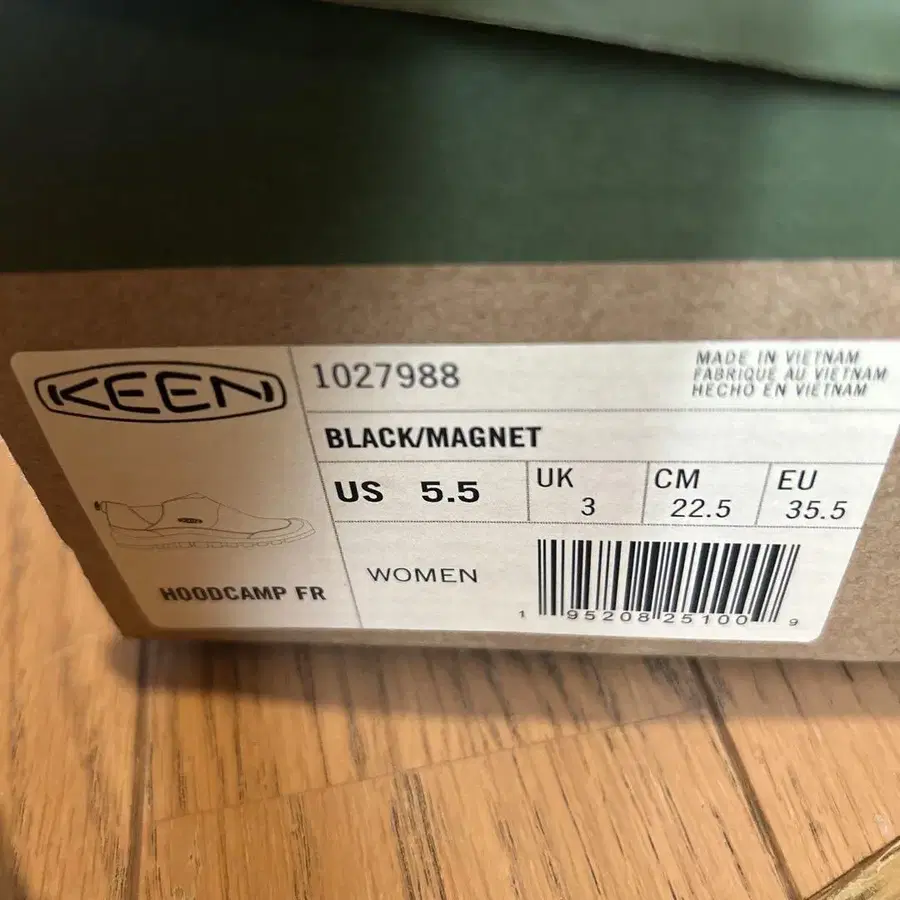 KEEN
1027988
MADE IN VIETNAM
FABRIQUE AU VIETNAM
HECHO EN VIETNAM
BLACK/MAGNET
US 5.5
UK 3
CM 22.5
EU 35.5
HOODCAMP FR
WOMEN
1 95208 25100 9